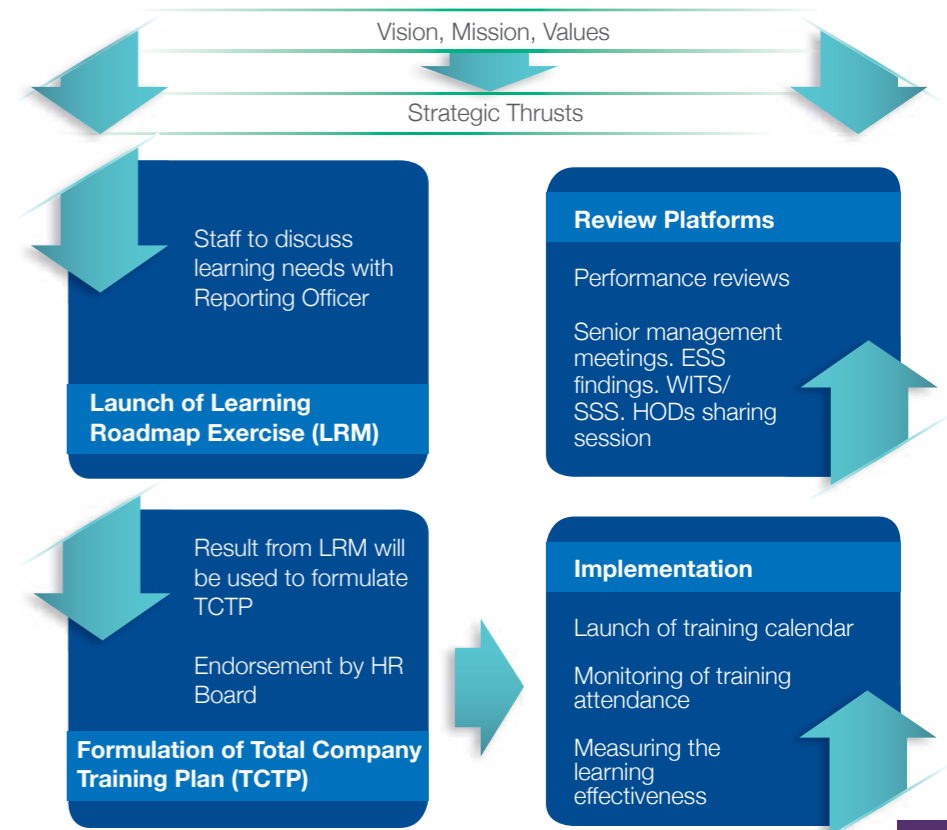 Vision, Mission, Values
Strategic Thrusts
Staff to discuss
learning needs with
Reporting Officer
Launch of Learning
Roadmap Exercise (LRM)
Result from LRM will
be used to formulate
TCTP
Endorsement by HR
Board
Formulation of Total Company
Training Plan (TCTP)
Implementation
Launch of training calendar
Monitoring of training
attendance
Measuring the
learning
effectiveness
Review Platforms
Performance reviews
Senior management
meetings. ESS
findings. WITS/
SSS. HODs sharing
session